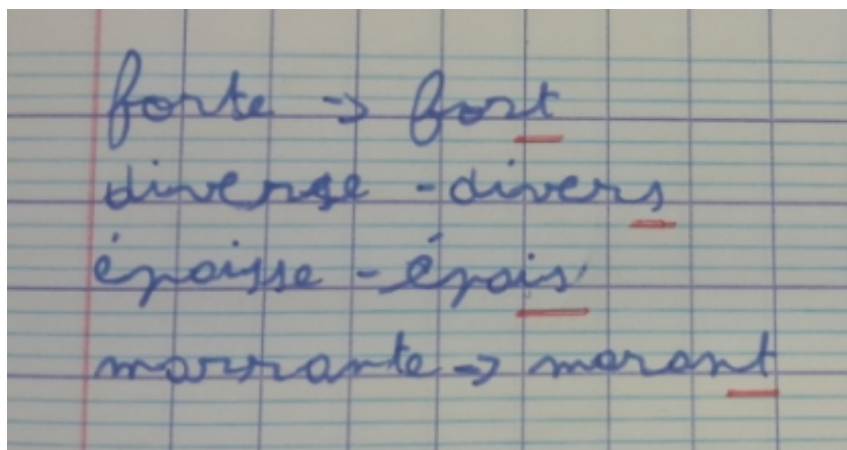 forte -> fort
diverse - divers
épaisse - épais
marrante -> marant